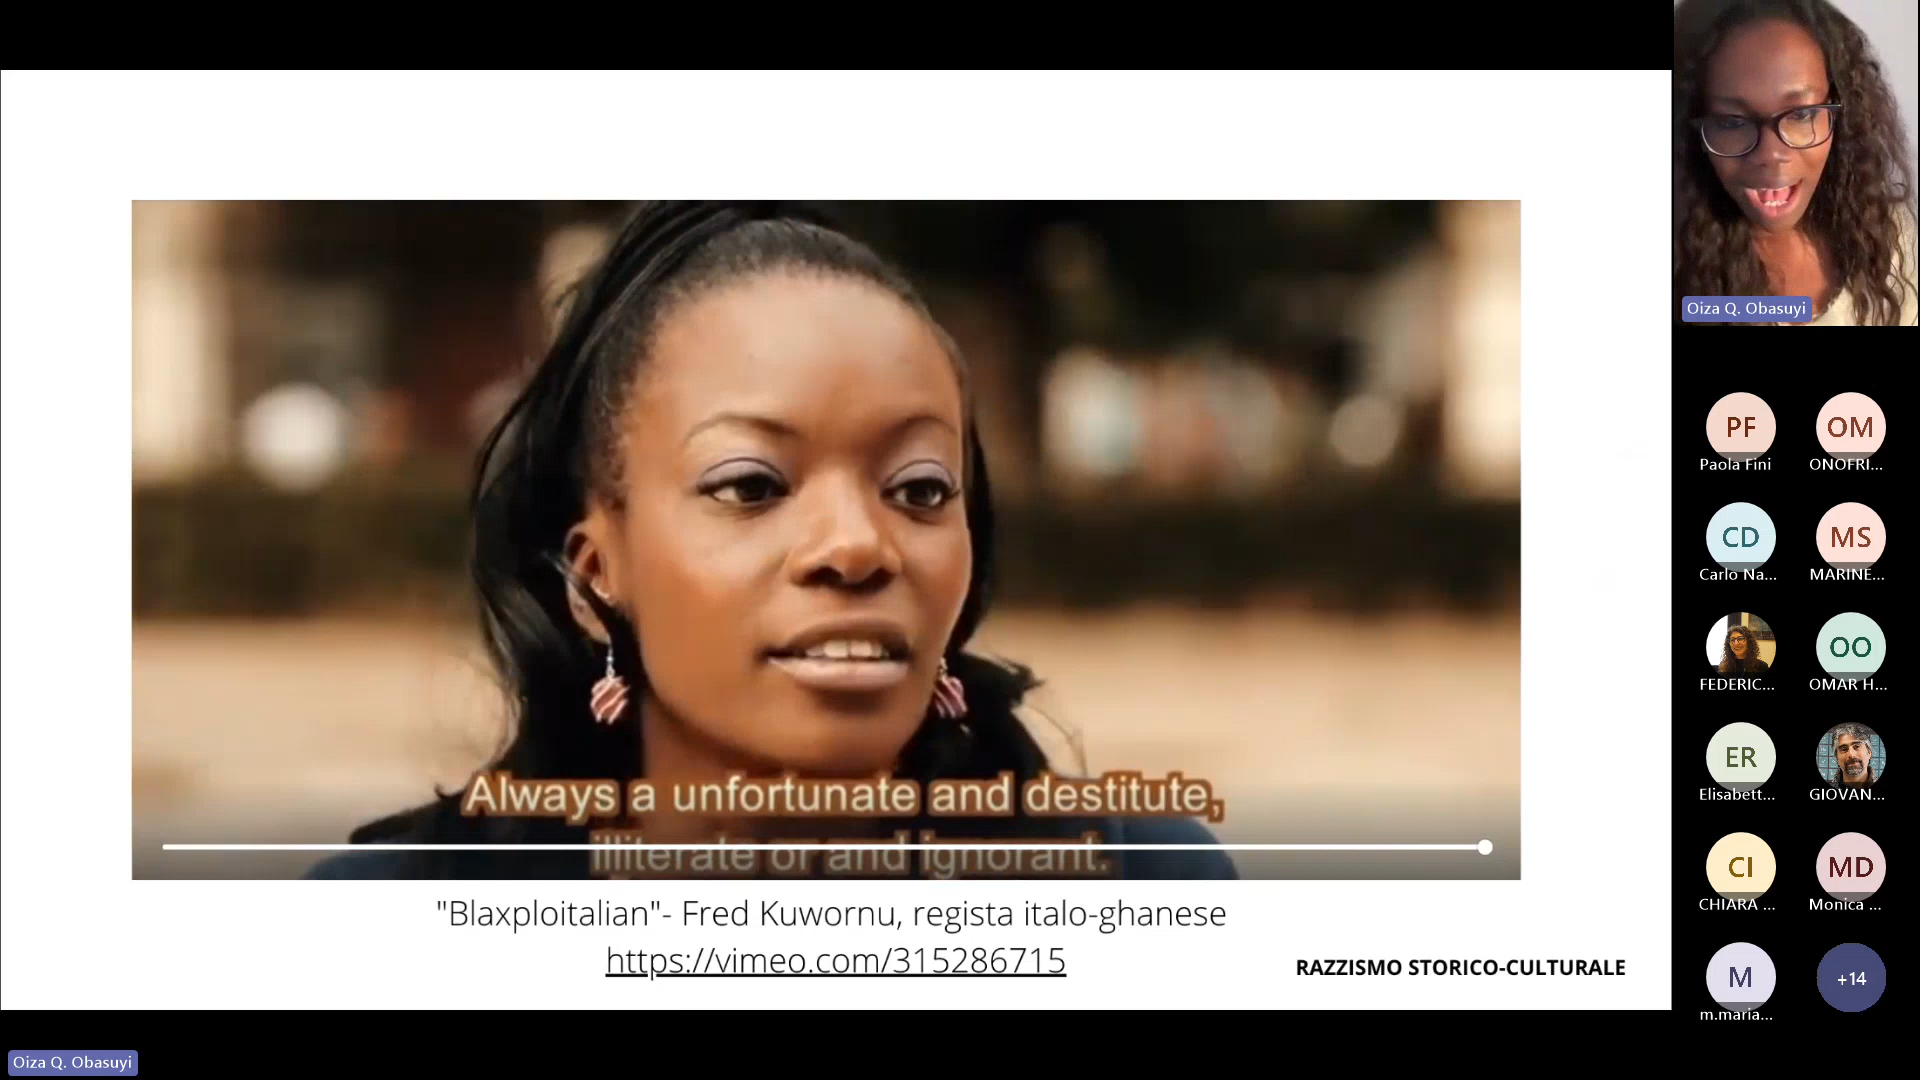 Always a unfortunate and destitute,
illiterate or and ignorant.
"Blaxploitalian"- Fred Kuwornu, regista italo-ghanese
https://vimeo.com/315286715
RAZZISMO STORICO-CULTURALE
Oiza Q. Obasuyi
Oiza Q. Obasuyi
PF
Paola Fini
OM
ONOFRI...
CD
Carlo Na...
MS
MARINE...
FEDERIC...
OO
OMAR H...
ER
Elisabett...
GIOVAN...
CI
CHIARA ...
MD
Monica ...
M
m.maria...
+14